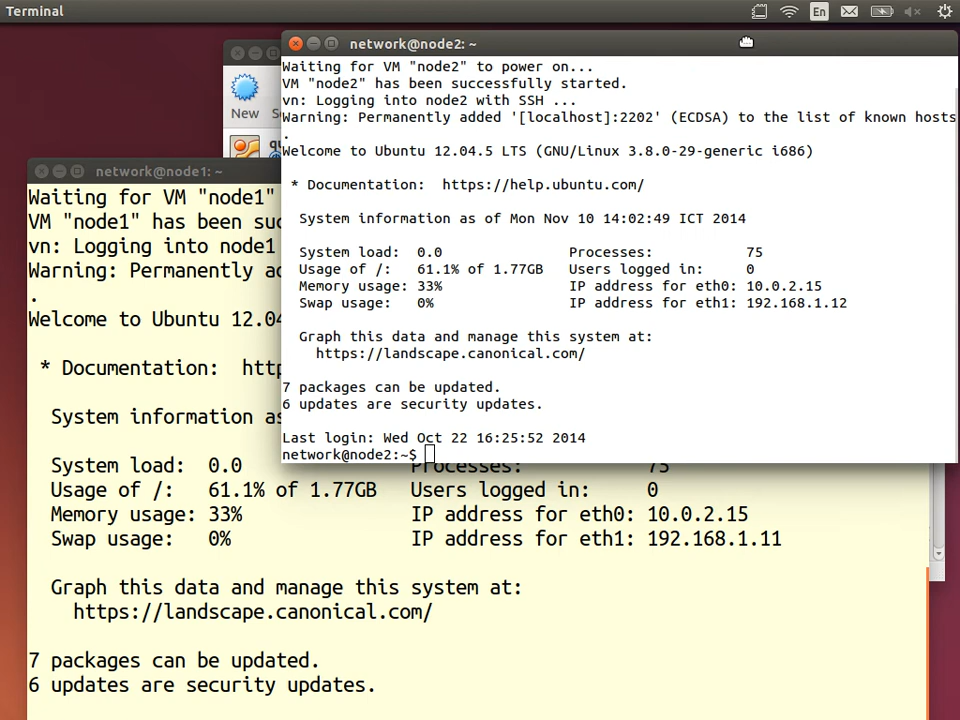 Terminal
En
network@node2: ~
Waiting for VM "node2" to power on...
VM "node2" has been successfully started.
vn: Logging into node2 with SSH ...
Warning: Permanently added '[localhost]:2202' (ECDSA) to the list of known hosts
.
Welcome to Ubuntu 12.04.5 LTS (GNU/Linux 3.8.0-29-generic i686)
* Documentation: https://help.ubuntu.com/
System information as of Mon Nov 10 14:02:49 ICT 2014
System load: 0.0 Processes: 75
Usage of /: 61.1% of 1.77GB Users logged in: 0
Memory usage: 33% IP address for eth0: 10.0.2.15
Swap usage: 0% IP address for eth1: 192.168.1.12
Graph this data and manage this system at:
https://landscape.canonical.com/
7 packages can be updated.
6 updates are security updates.
Last login: Wed Oct 22 16:25:52 2014
network@node2:~$
New
network@node1: ~
Waiting for VM "node1"
VM "node1" has been suc
vn: Logging into node1
Warning: Permanently ad
.
Welcome to Ubuntu 12.04
* Documentation: http
System information as
System load: 0.0 Processes: 75
Usage of /: 61.1% of 1.77GB Users logged in: 0
Memory usage: 33% IP address for eth0: 10.0.2.15
Swap usage: 0% IP address for eth1: 192.168.1.11
Graph this data and manage this system at:
https://landscape.canonical.com/
7 packages can be updated.
6 updates are security updates.